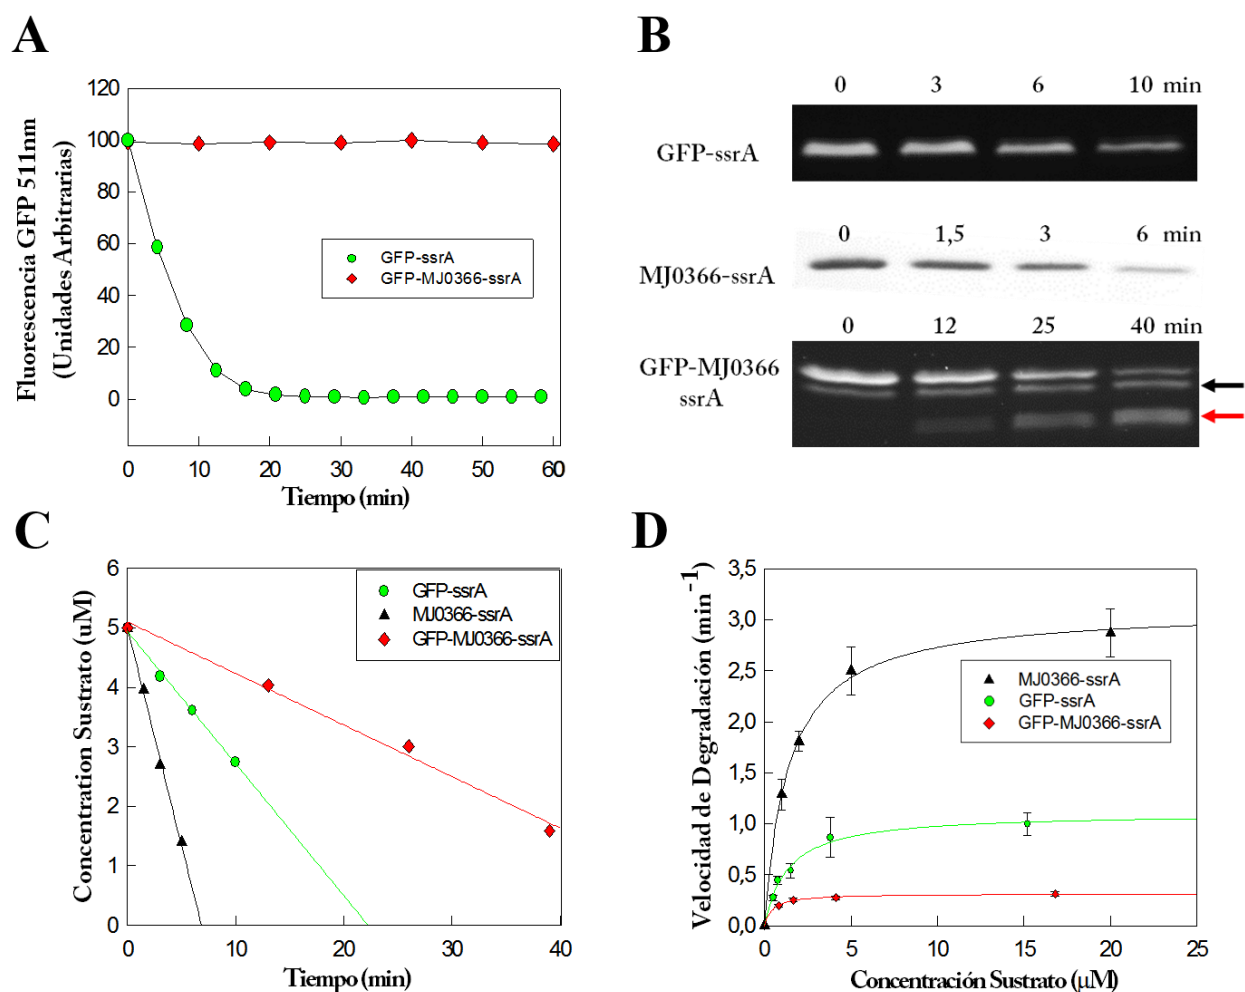 A
Fluorescencia GFP 511nm
(Unidades Arbitrarias)
120
100
80
60
40
20
0
GFP-ssrA
GFP-MJ0366-ssrA
0 10 20 30 40 50 60
Tiempo (min)
B
0 3 6 10 min
GFP-ssrA
0 1,5 3 6 min
MJ0366-ssrA
0 12 25 40 min
GFP-MJ0366
ssrA
C
Concentration Sustrato (uM)
6
5
4
3
2
1
0
GFP-ssrA
MJ0366-ssrA
GFP-MJ0366-ssrA
0 10 20 30 40
Tiempo (min)
D
Velocidad de Degradación (min⁻¹)
3,5
3,0
2,5
2,0
1,5
1,0
0,5
0,0
MJ0366-ssrA
GFP-ssrA
GFP-MJ0366-ssrA
0 5 10 15 20 25
Concentración Sustrato (μM)